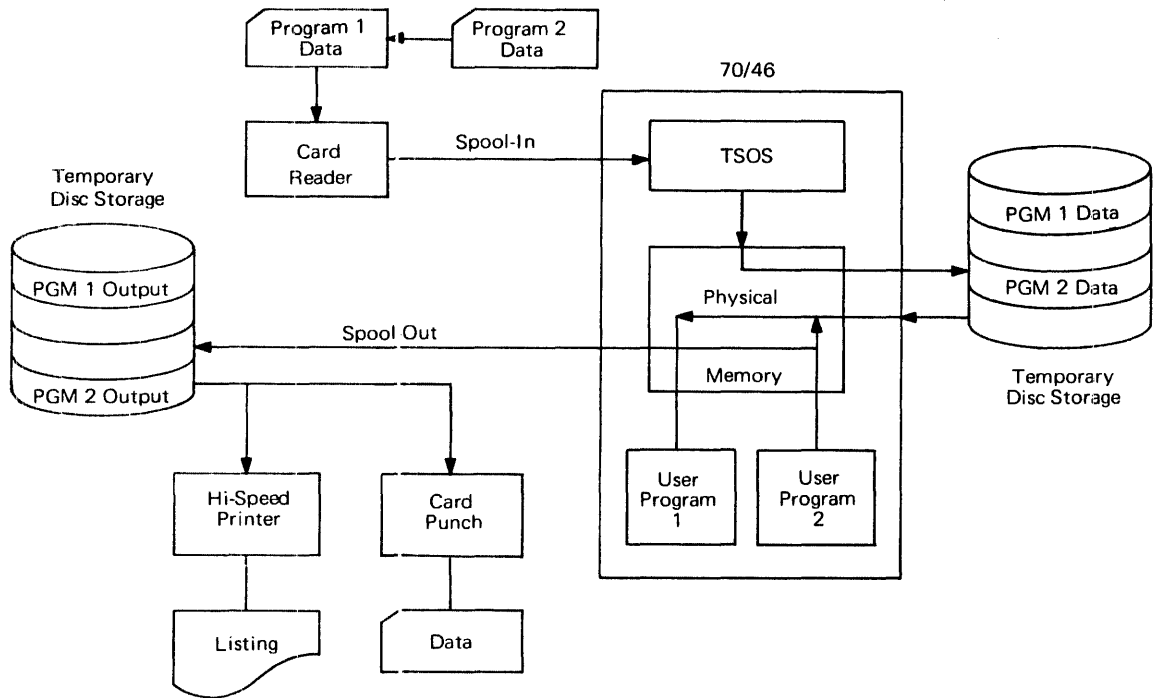 Program 1
Data
Program 2
Data
70/46
Card
Reader
Spool-In
TSOS
Temporary
Disc Storage
PGM 1 Data
PGM 2 Data
PGM 1 Output
Physical
Spool Out
Memory
PGM 2 Output
Temporary
Disc Storage
Hi-Speed
Printer
Card
Punch
User
Program
1
User
Program
2
Listing
Data